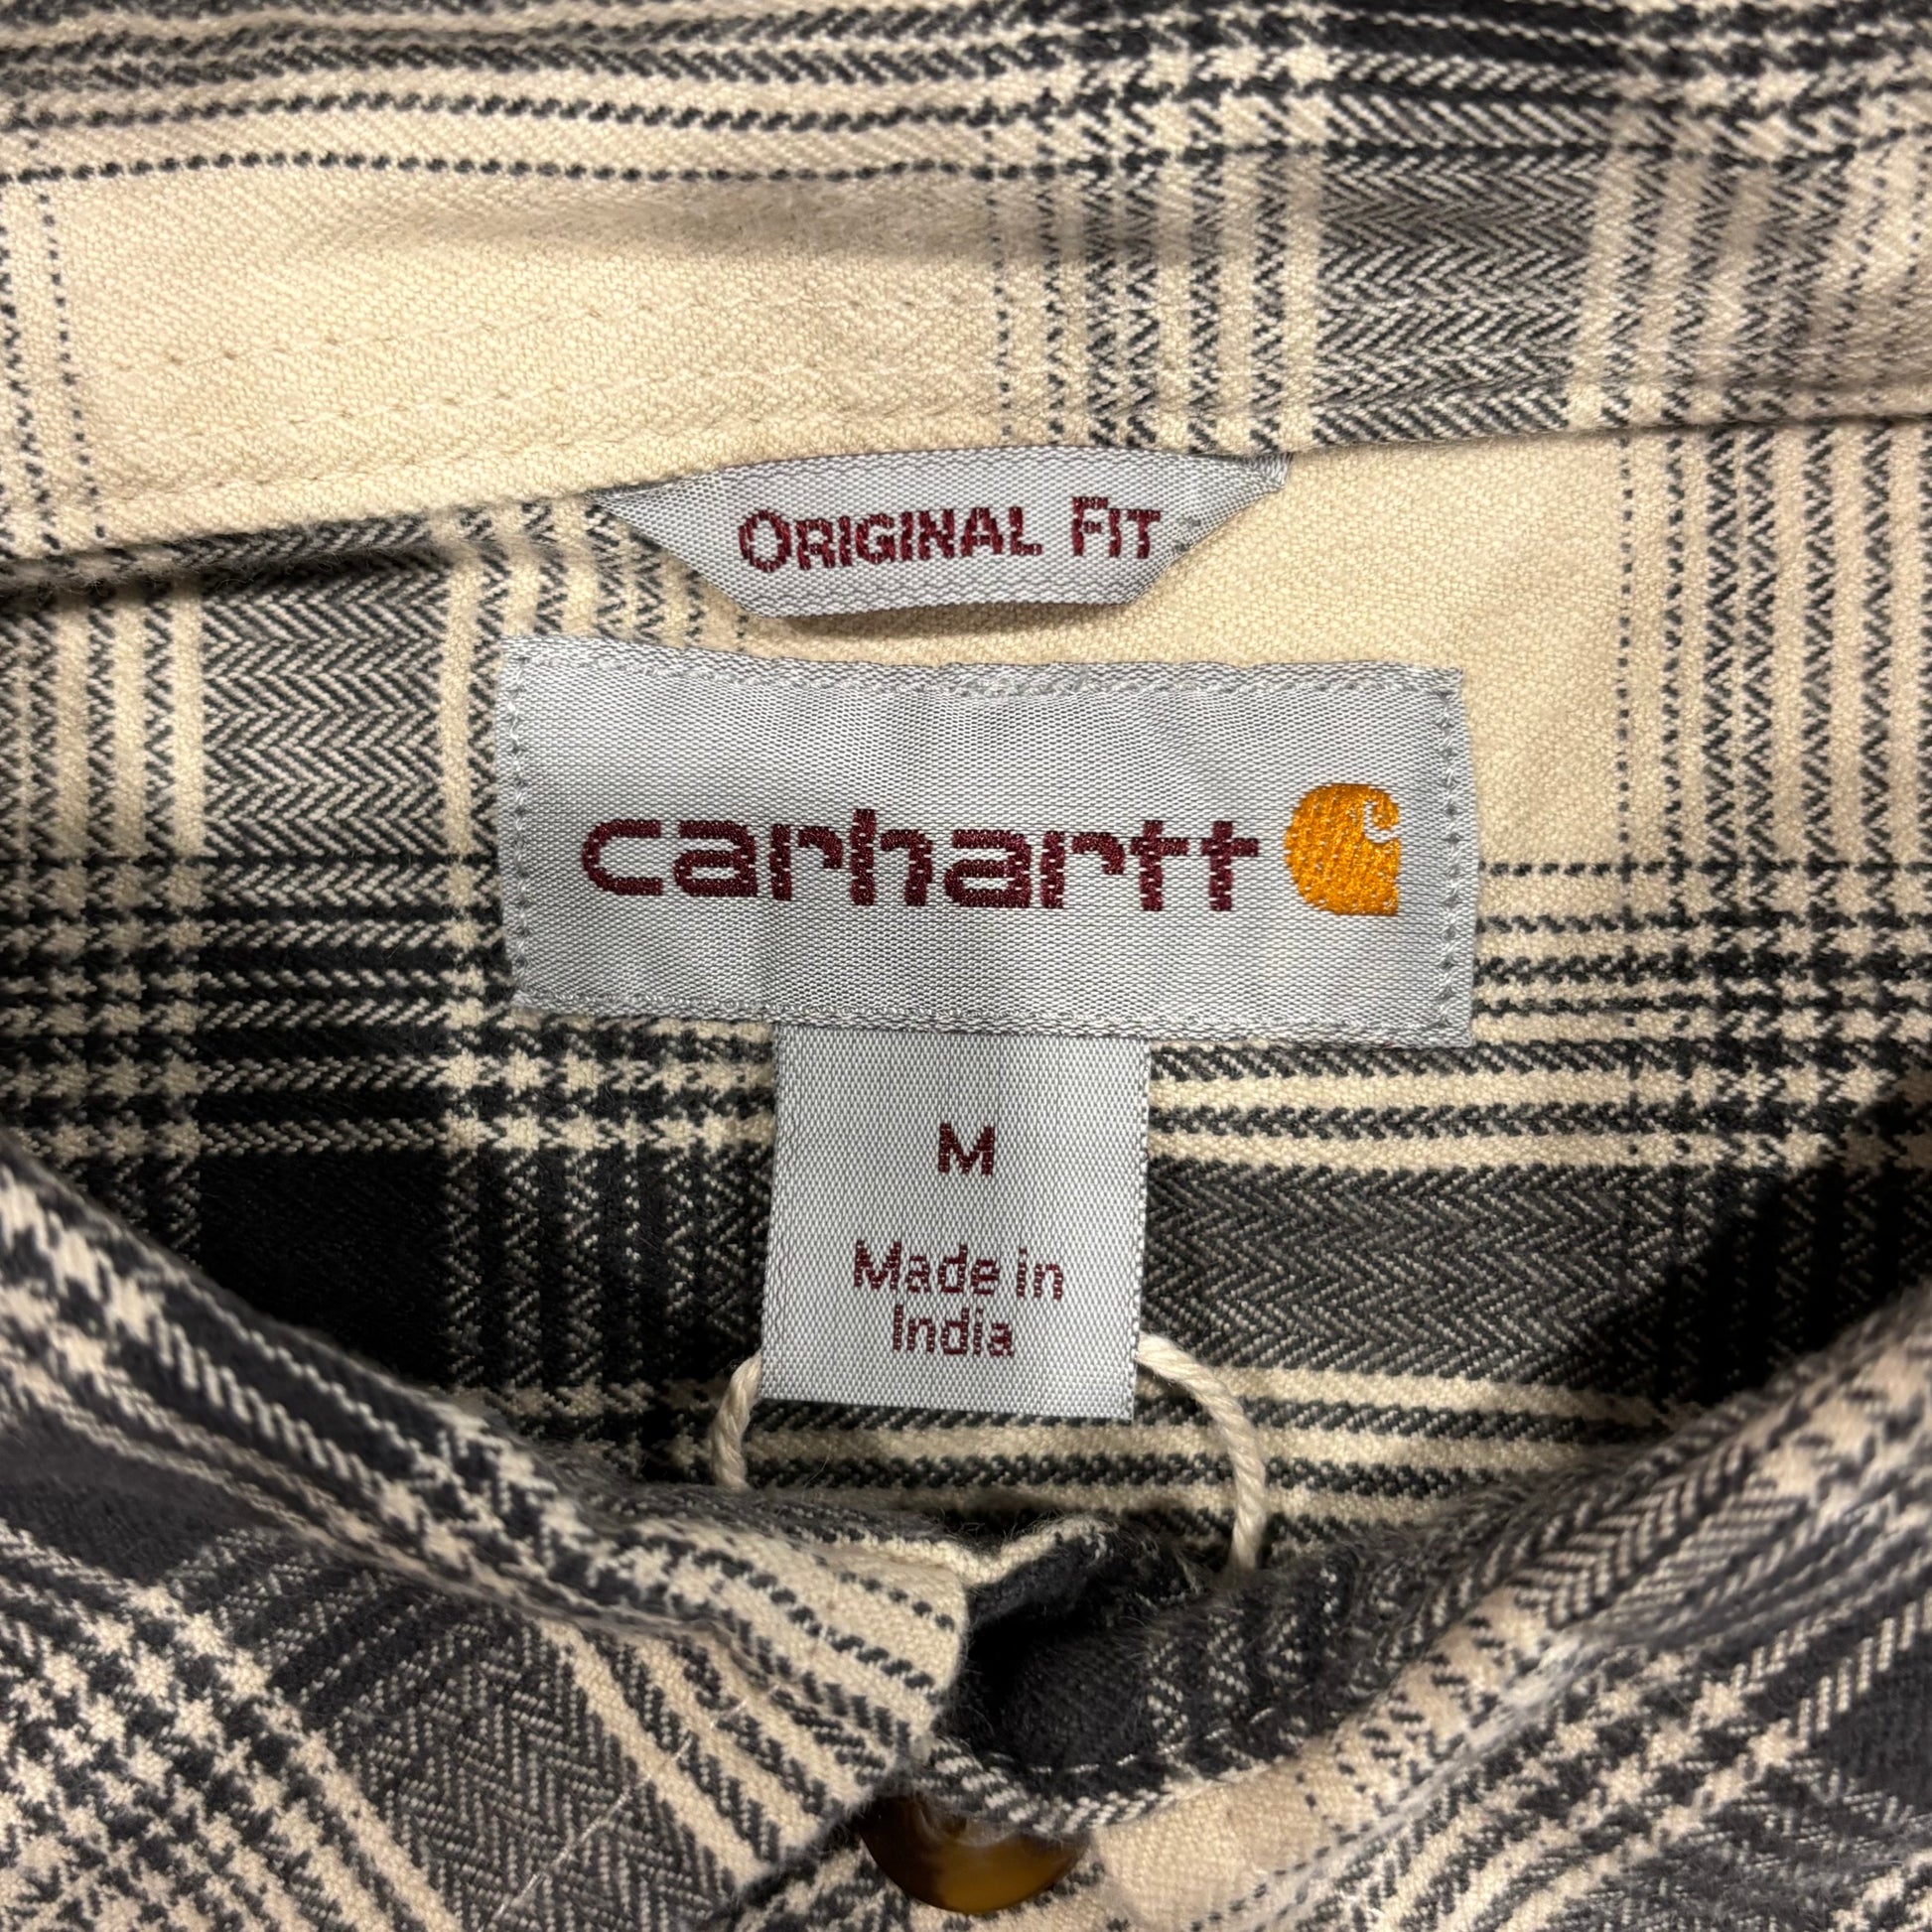 ORIGINAL FIT
carhartt
M
Made in
India